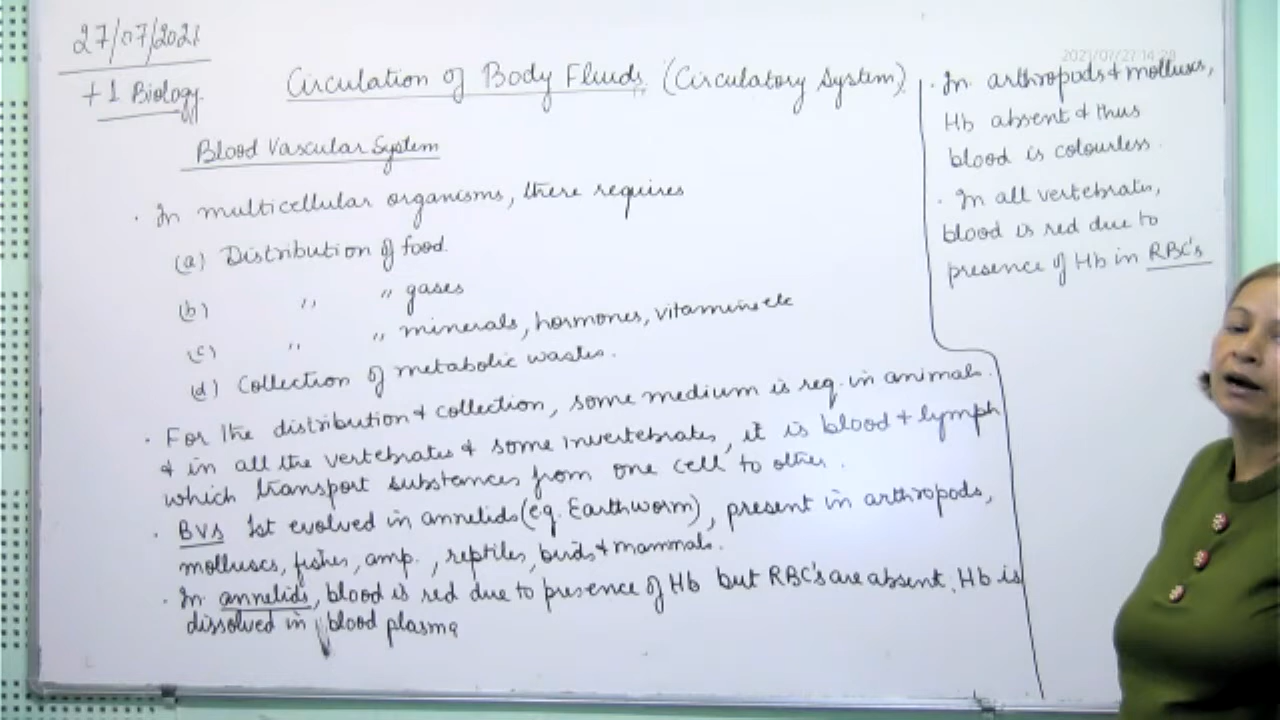 27/07/2021
+1 Biology
Circulation of Body Fluids (Circulatory System)
Blood Vascular System
· In multicellular organisms, there requires
(a) Distribution of food
(b) " " gases
(c) " " minerals, hormones, vitamins etc
(d) Collection of metabolic wastes.
· For the distribution & collection, some medium is req. in animals.
& in all the vertebrates & some invertebrates, it is blood & lymph
which transport substances from one cell to other.
· BVS 1st evolved in annelids (eg. Earthworm), present in arthropods,
molluscs, fishes, amp., reptiles, birds & mammals.
· In annelids, blood is red due to presence of Hb but RBC's are absent. Hb is
dissolved in blood plasma
2021/07/27 14:29
· In arthropods & molluscs,
Hb absent & thus
blood is colourless.
· In all vertebrates,
blood is red due to
presence of Hb in RBC's